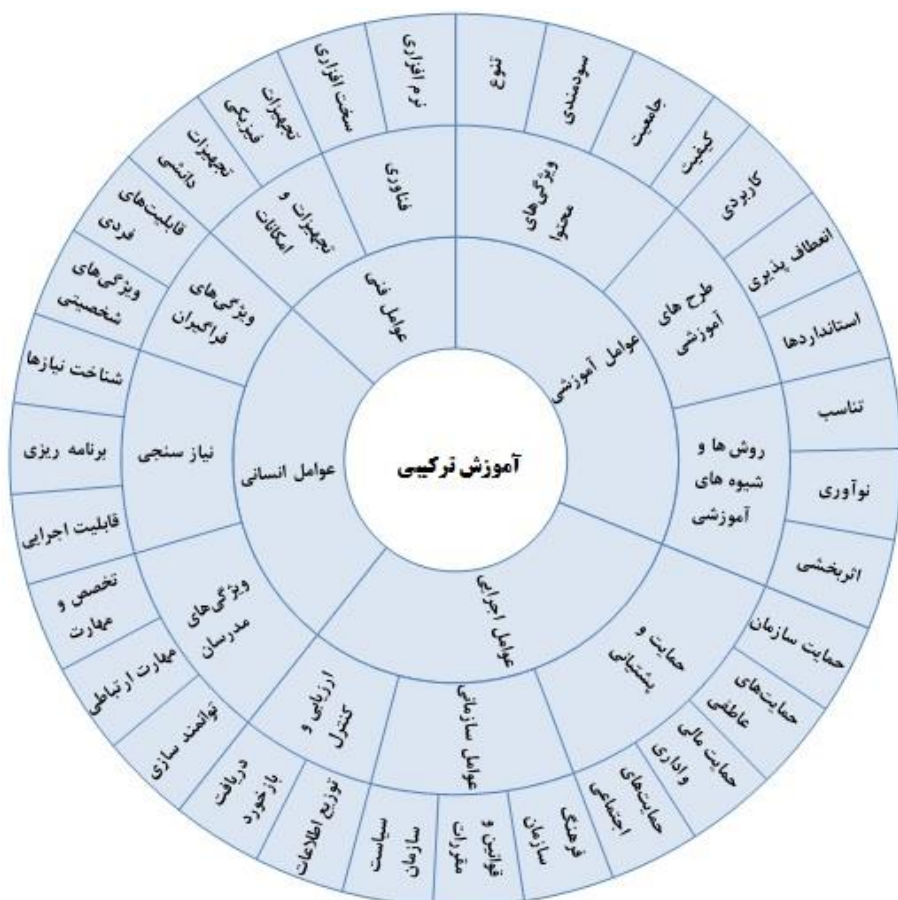 آموزش ترکیبی
عوامل آموزشی
عوامل اجرایی
عوامل انسانی
عوامل فنی
ویژگی‌های
محتوا
طرح های
آموزشی
روش ها و
شیوه های
آموزشی
حمایت و
پشتیبانی
عوامل سازمانی
ارزیابی و
کنترل
ویژگی‌های
مدرسان
نیاز سنجی
ویژگی‌های
فراگیران
تجهیزات و
امکانات
فناوری
تنوع
سودمندی
جامعیت
کیفیت
کاربردی
انعطاف پذیری
استانداردها
تناسب
نوآوری
اثربخشی
حمایت سازمان
حمایت‌های
عاطفی
حمایت مالی
و اداری
حمایت‌های
اجتماعی
فرهنگ
سازمان
قوانین و
مقررات
سیاست
سازمان
توزیع اطلاعات
دریافت
بازخورد
توانمند سازی
مهارت ارتباطی
تخصص و
مهارت
قابلیت اجرایی
برنامه ریزی
شناخت نیازها
ویژگی‌های
شخصیتی
قابلیت‌های
فردی
تجهیزات
دانشی
تجهیزات
فیزیکی
سخت افزاری
نرم افزاری